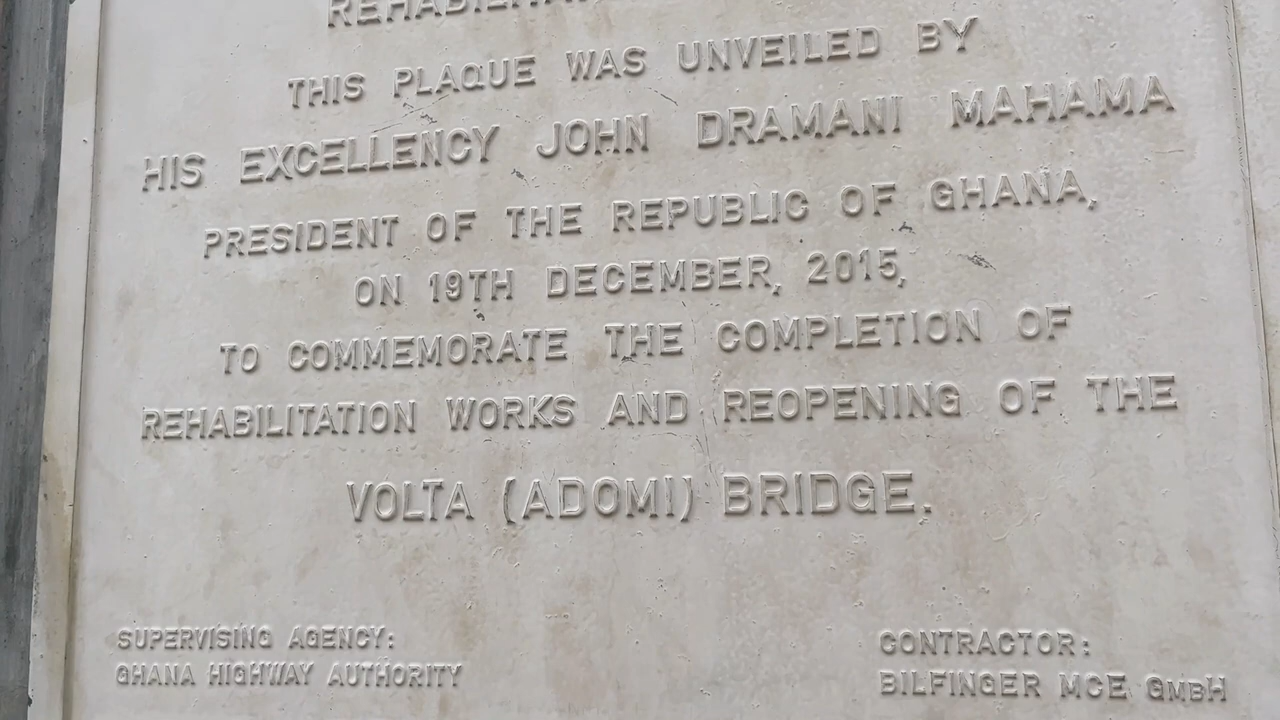 THIS PLAQUE WAS UNVEILED BY
HIS EXCELLENCY JOHN DRAMANI MAHAMA
PRESIDENT OF THE REPUBLIC OF GHANA,
ON 19TH DECEMBER, 2015,
TO COMMEMORATE THE COMPLETION OF
REHABILITATION WORKS AND REOPENING OF THE
VOLTA (ADOMI) BRIDGE.
SUPERVISING AGENCY:
GHANA HIGHWAY AUTHORITY
CONTRACTOR:
BILFINGER MCE GMBH